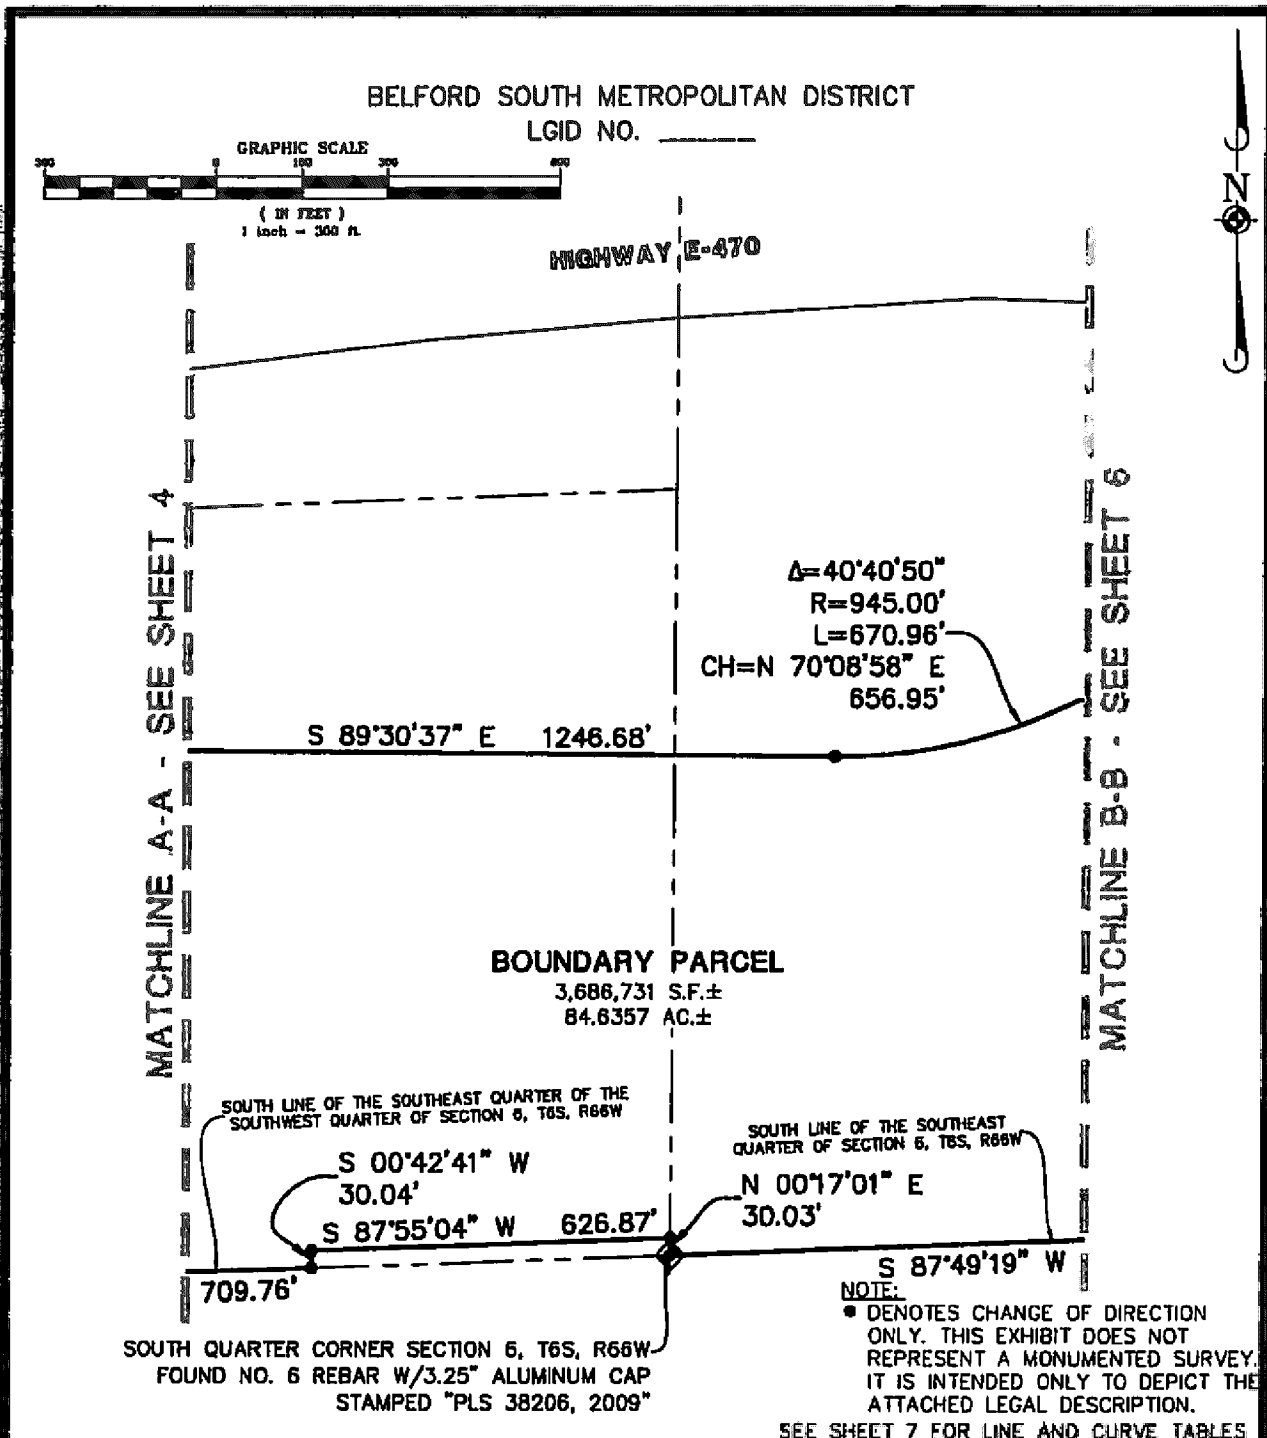 BELFORD SOUTH METROPOLITAN DISTRICT
LGID NO. ______
GRAPHIC SCALE
300 0 150 300 600
( IN FEET )
1 inch = 300 ft.
N
HIGHWAY E-470
MATCHLINE A-A - SEE SHEET 4
MATCHLINE B-B - SEE SHEET 6
Δ=40°40'50"
R=945.00'
L=670.96'
CH=N 70°08'58" E
656.95'
S 89°30'37" E 1246.68'
BOUNDARY PARCEL
3,686,731 S.F.±
84.6357 AC.±
SOUTH LINE OF THE SOUTHEAST QUARTER OF THE
SOUTHWEST QUARTER OF SECTION 6, T6S, R66W
SOUTH LINE OF THE SOUTHEAST
QUARTER OF SECTION 6, T6S, R66W
S 00°42'41" W
30.04'
N 00°17'01" E
30.03'
S 87°55'04" W 626.87'
709.76'
S 87°49'19" W
SOUTH QUARTER CORNER SECTION 6, T6S, R66W
FOUND NO. 6 REBAR W/3.25" ALUMINUM CAP
STAMPED "PLS 38206, 2009"
NOTE:
● DENOTES CHANGE OF DIRECTION
ONLY. THIS EXHIBIT DOES NOT
REPRESENT A MONUMENTED SURVEY.
IT IS INTENDED ONLY TO DEPICT THE
ATTACHED LEGAL DESCRIPTION.
SEE SHEET 7 FOR LINE AND CURVE TABLES